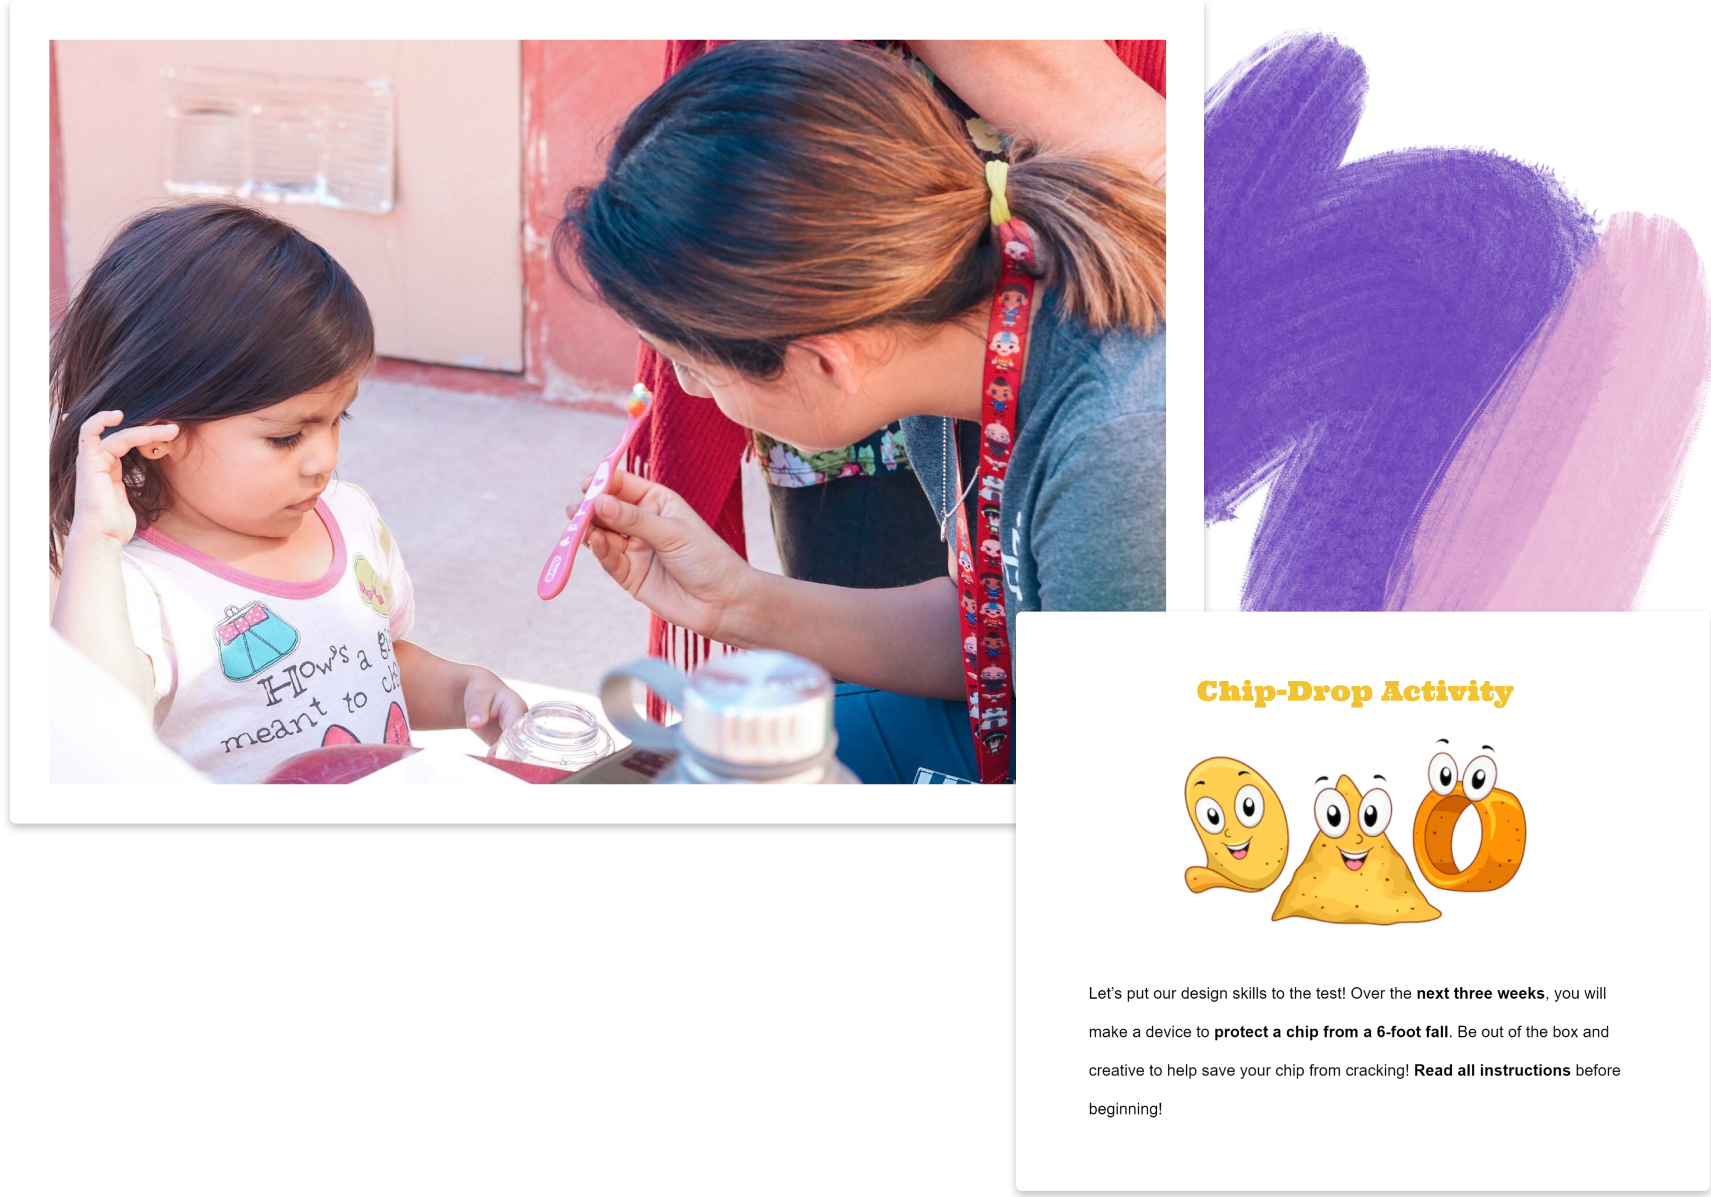 How's a gi
meant to ch
Chip-Drop Activity
Let's put our design skills to the test! Over the next three weeks, you will
make a device to protect a chip from a 6-foot fall. Be out of the box and
creative to help save your chip from cracking! Read all instructions before
beginning!